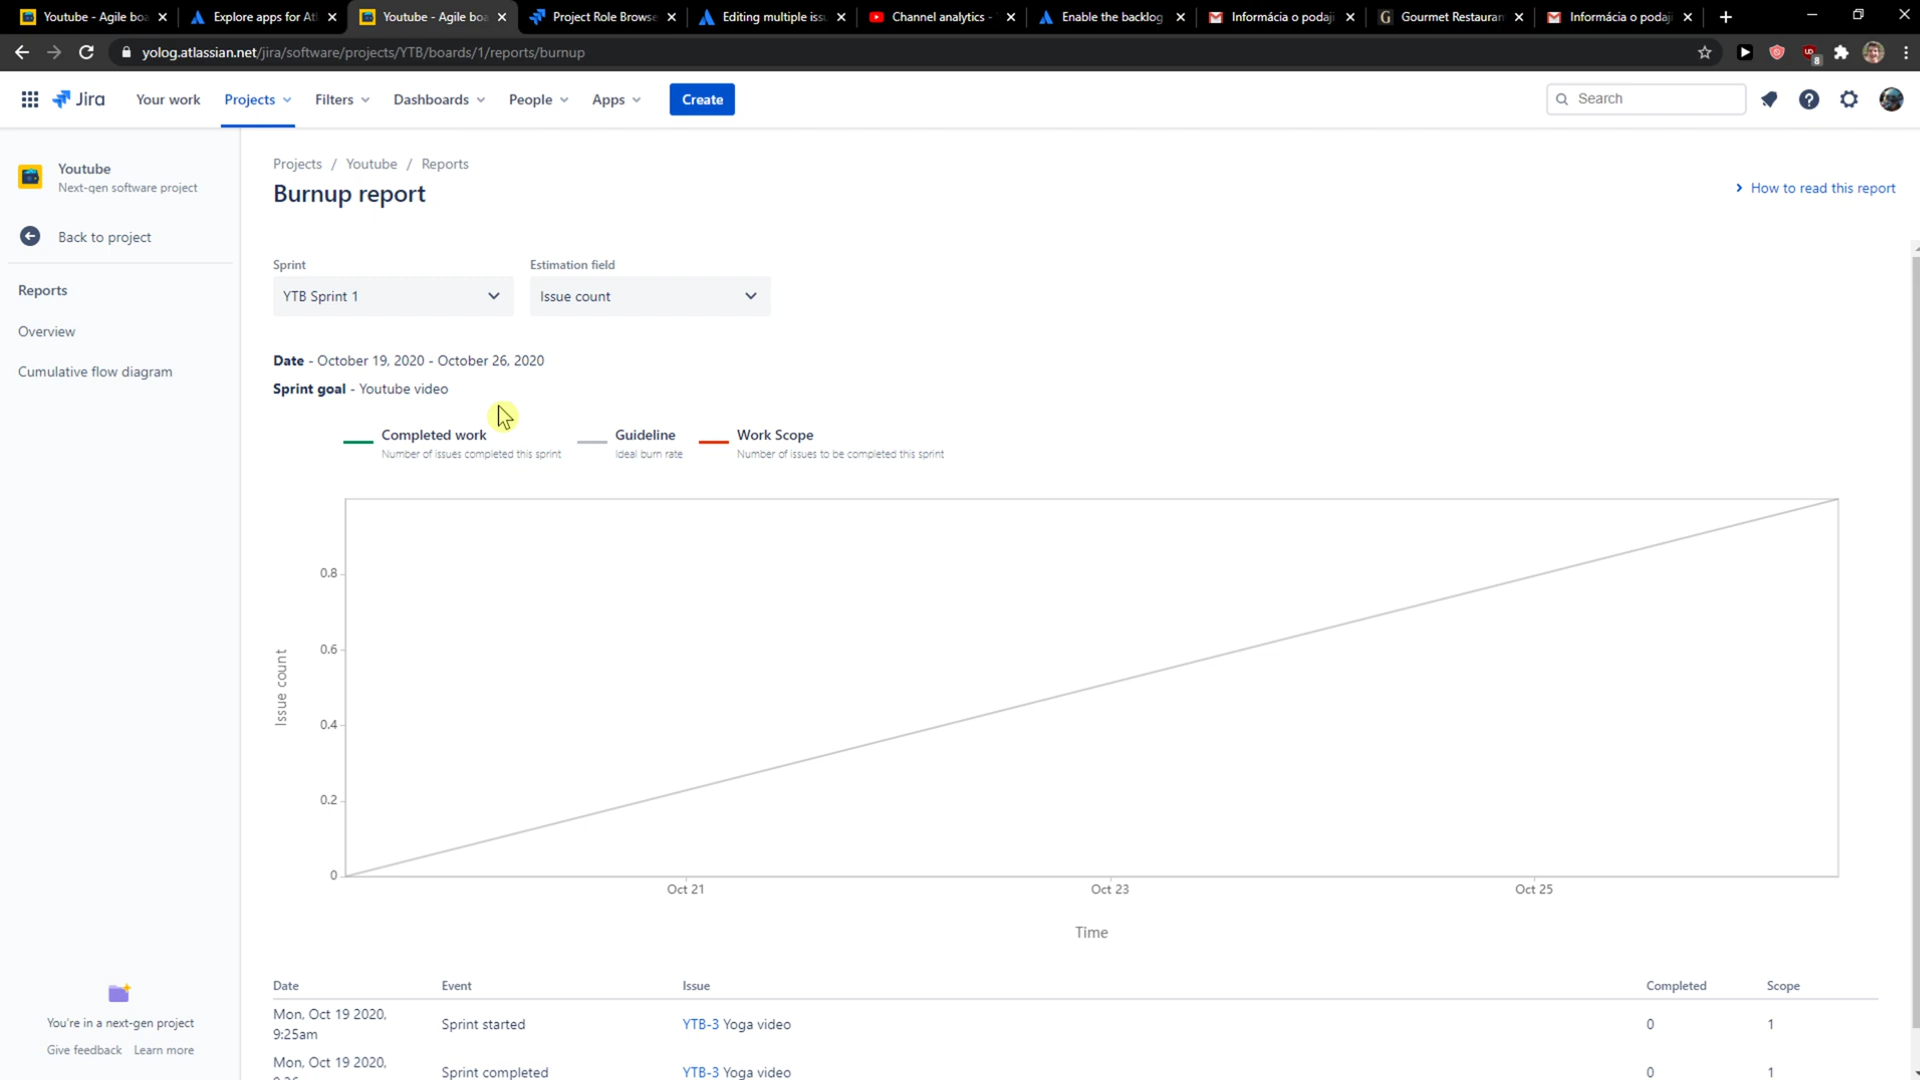 Youtube - Agile boa
Explore apps for Atl
Youtube - Agile boa
Project Role Browse
Editing multiple issu
Channel analytics -
Enable the backlog
Informácia o podaji
Gourmet Restauran
Informácia o podaji
yolog.atlassian.net/jira/software/projects/YTB/boards/1/reports/burnup
8
Jira
Your work
Projects
Filters
Dashboards
People
Apps
Create
Search
Youtube
Next-gen software project
Back to project
Reports
Overview
Cumulative flow diagram
You're in a next-gen project
Give feedback Learn more
Projects / Youtube / Reports
Burnup report
How to read this report
Sprint
YTB Sprint 1
Estimation field
Issue count
Date - October 19, 2020 - October 26, 2020
Sprint goal - Youtube video
Completed work
Number of issues completed this sprint
Guideline
Ideal burn rate
Work Scope
Number of issues to be completed this sprint
Issue count
0.8
0.6
0.4
0.2
0
Oct 21
Oct 23
Oct 25
Time
Date Event Issue Completed Scope
Mon, Oct 19 2020,
9:25am
Sprint started YTB-3 Yoga video 0 1
Mon, Oct 19 2020,
Sprint completed YTB-3 Yoga video 0 1